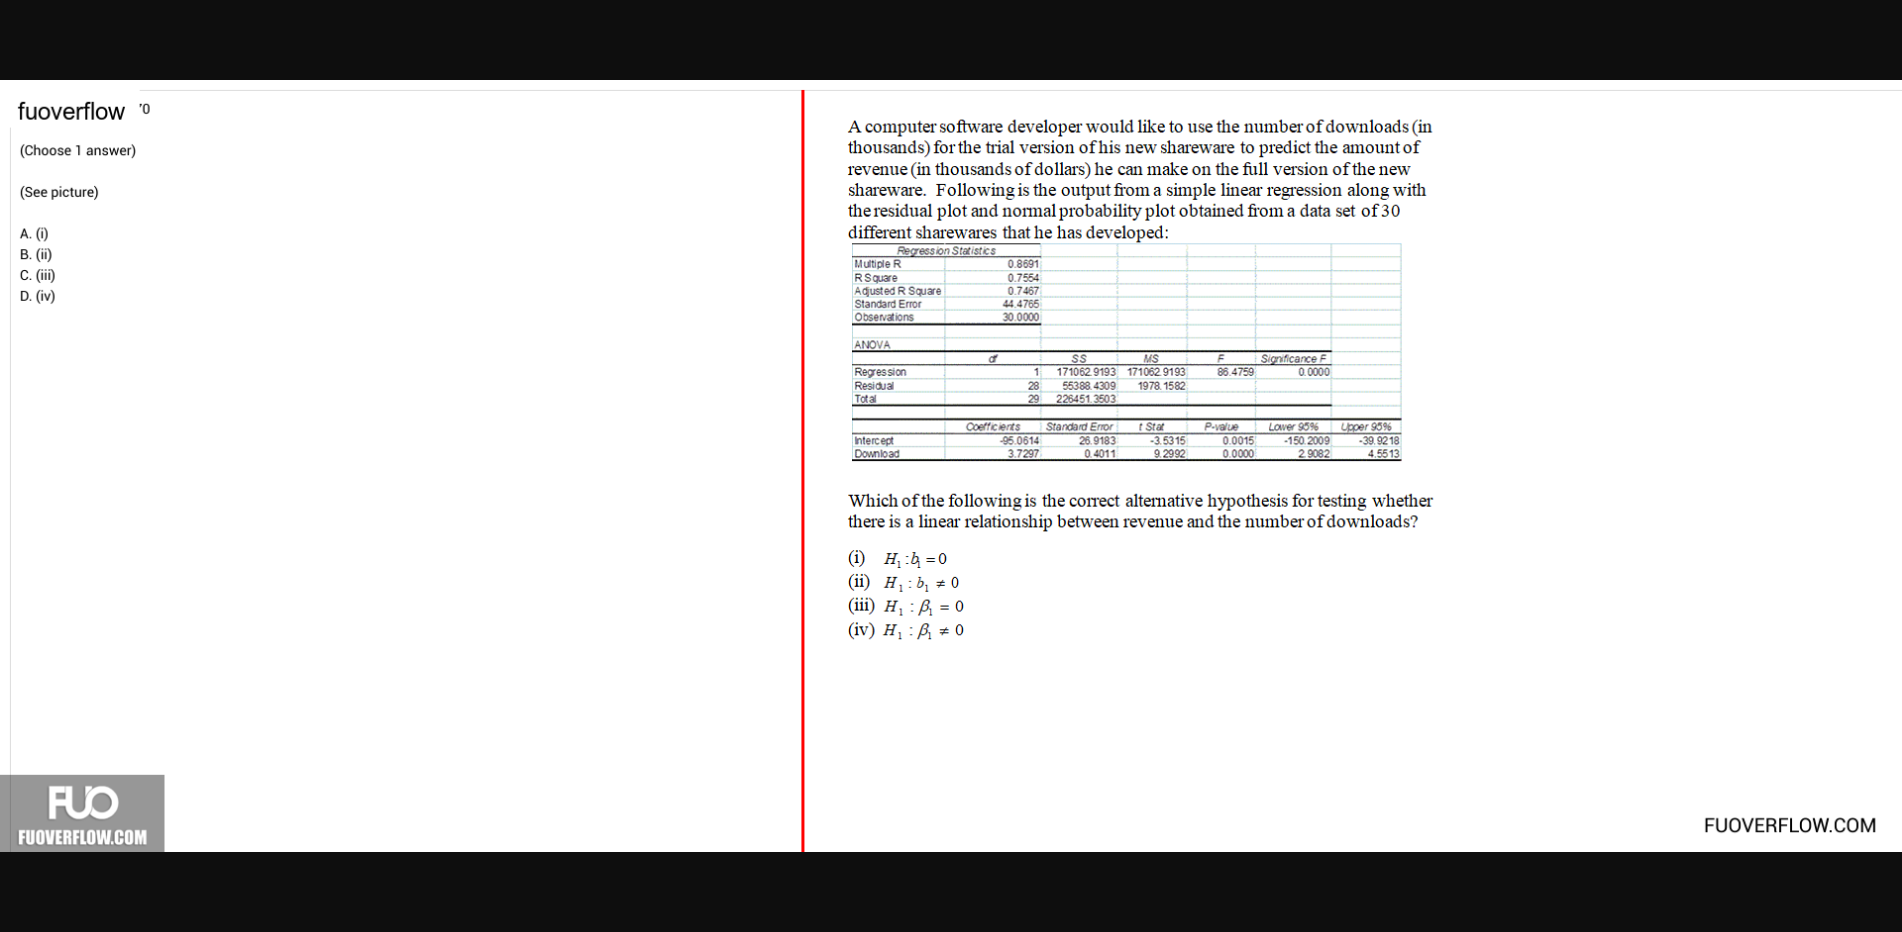 fuoverflow '0
(Choose 1 answer)
(See picture)
A. (i)
B. (ii)
C. (iii)
D. (iv)
FUO
FUOVERFLOW.COM
A computer software developer would like to use the number of downloads (in
thousands) for the trial version of his new shareware to predict the amount of
revenue (in thousands of dollars) he can make on the full version of the new
shareware. Following is the output from a simple linear regression along with
the residual plot and normal probability plot obtained from a data set of 30
different sharewares that he has developed:
Regression Statistics
Multiple R 0.8691
R Square 0.7554
Adjusted R Square 0.7467
Standard Error 44.4765
Observations 30.0000
ANOVA
df SS MS F Significance F
Regression 1 171062.9193 171062.9193 86.4759 0.0000
Residual 28 55388.4309 1978.1582
Total 29 226451.3503
Coefficients Standard Error t Stat P-value Lower 95% Upper 95%
Intercept -95.0614 26.9183 -3.5315 0.0015 -150.2009 -39.9218
Download 3.7297 0.4011 9.2992 0.0000 2.9082 4.5513
Which of the following is the correct alternative hypothesis for testing whether
there is a linear relationship between revenue and the number of downloads?
(i) H₁ : b₁ = 0
(ii) H₁ : b₁ ≠ 0
(iii) H₁ : β₁ = 0
(iv) H₁ : β₁ ≠ 0
FUOVERFLOW.COM